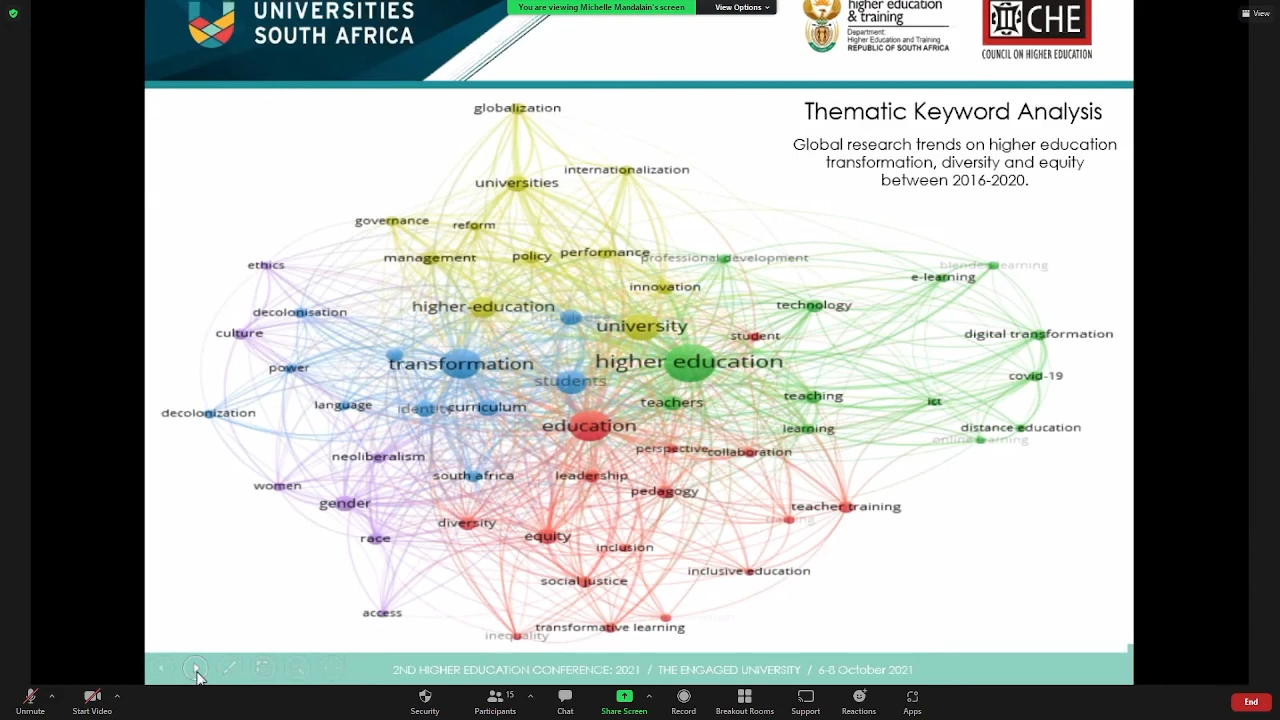 You are viewing Michelle Mandalain's screen
View Options
View
UNIVERSITIES
SOUTH AFRICA
higher education
& training
Department:
Higher Education and Training
REPUBLIC OF SOUTH AFRICA
CHE
COUNCIL ON HIGHER EDUCATION
Thematic Keyword Analysis
Global research trends on higher education
transformation, diversity and equity
between 2016-2020.
globalization
internationalization
universities
governance
reform
management
policy
performance
professional development
ethics
blended learning
e-learning
innovation
higher-education
technology
decolonisation
knowledge
university
culture
student
digital transformation
transformation
higher education
power
students
covid-19
teachers
teaching
ict
language
identity
curriculum
decolonization
education
learning
distance education
online learning
perspective
collaboration
neoliberalism
south africa
leadership
women
pedagogy
gender
teacher training
diversity
training
race
equity
inclusion
inclusive education
social justice
access
transformative learning
inequality
2ND HIGHER EDUCATION CONFERENCE: 2021 / THE ENGAGED UNIVERSITY / 6-8 October 2021
Unmute
Start Video
Security
15
Participants
Chat
Share Screen
Record
Breakout Rooms
Support
Reactions
Apps
End